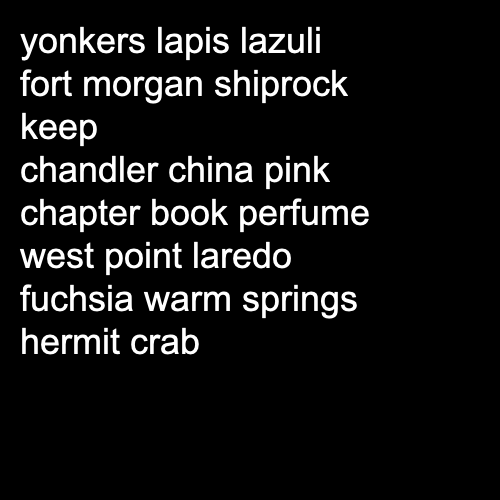 yonkers lapis lazuli
fort morgan shiprock
keep
chandler china pink
chapter book perfume
west point laredo
fuchsia warm springs
hermit crab